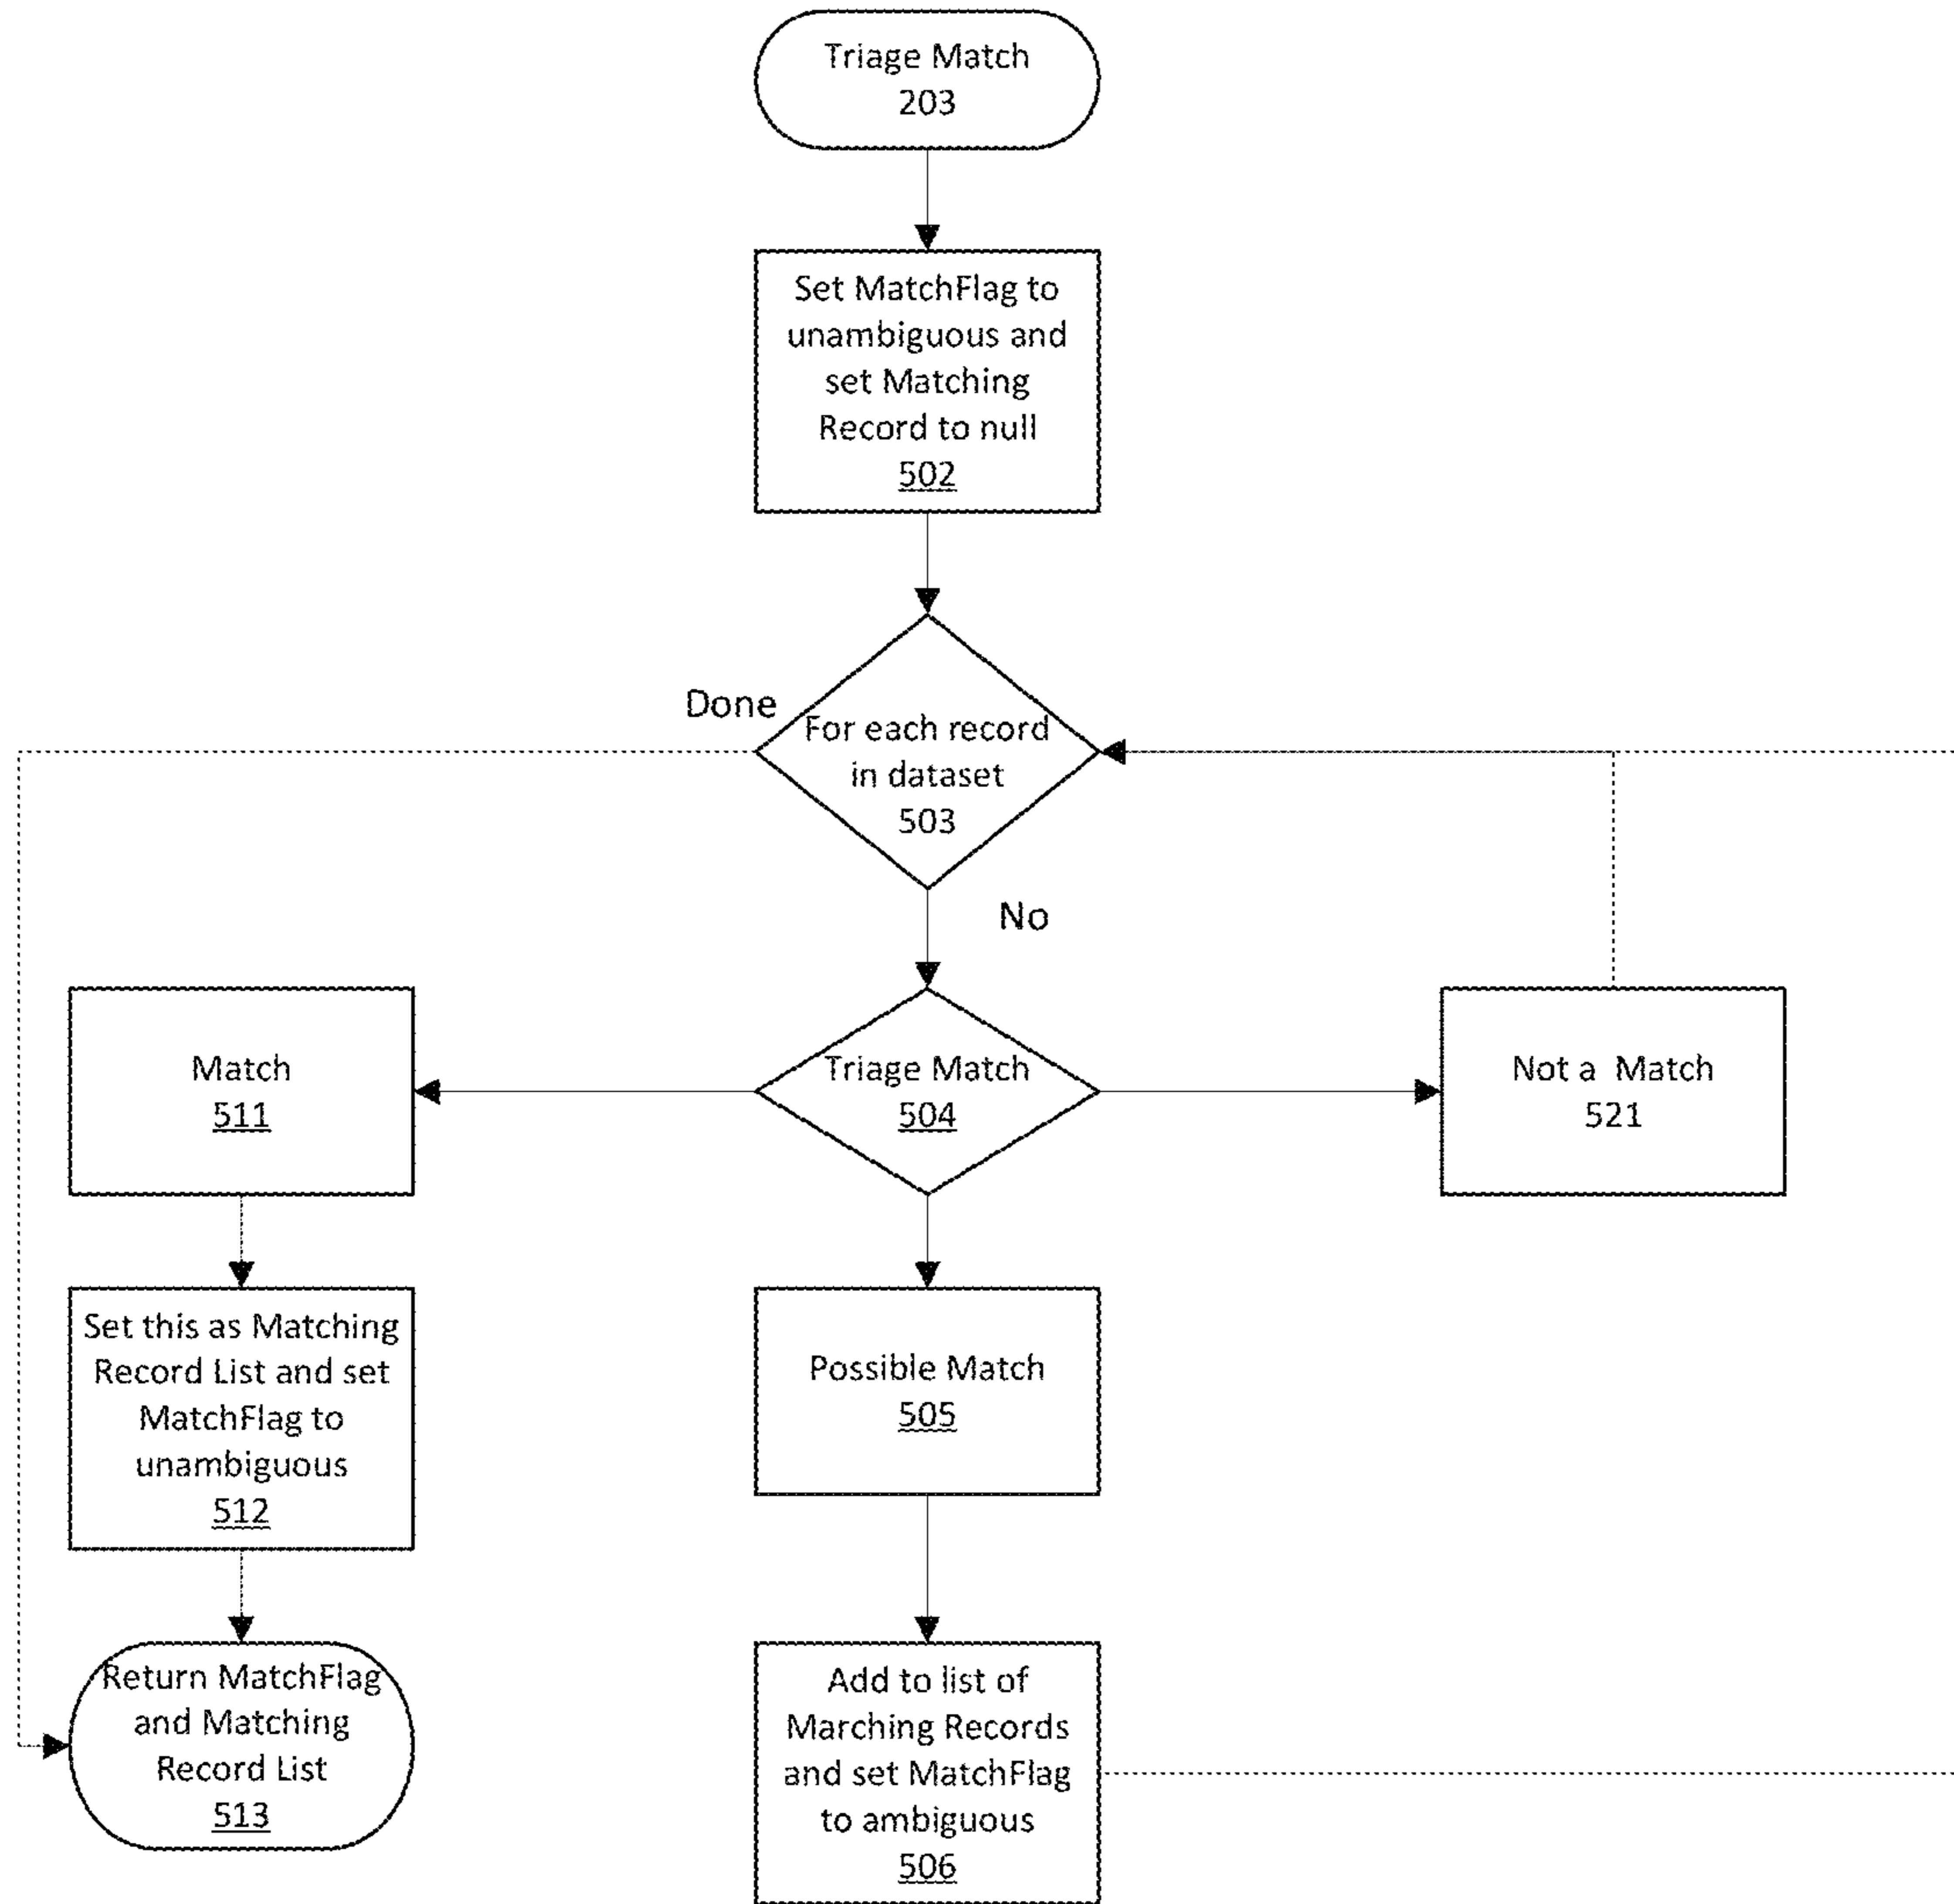 Triage Match
203
Set MatchFlag to
unambiguous and
set Matching
Record to null
502
Done
For each record
in dataset
503
No
Match
511
Triage Match
504
Not a Match
521
Set this as Matching
Record List and set
MatchFlag to
unambiguous
512
Possible Match
505
Return MatchFlag
and Matching
Record List
513
Add to list of
Marching Records
and set MatchFlag
to ambiguous
506